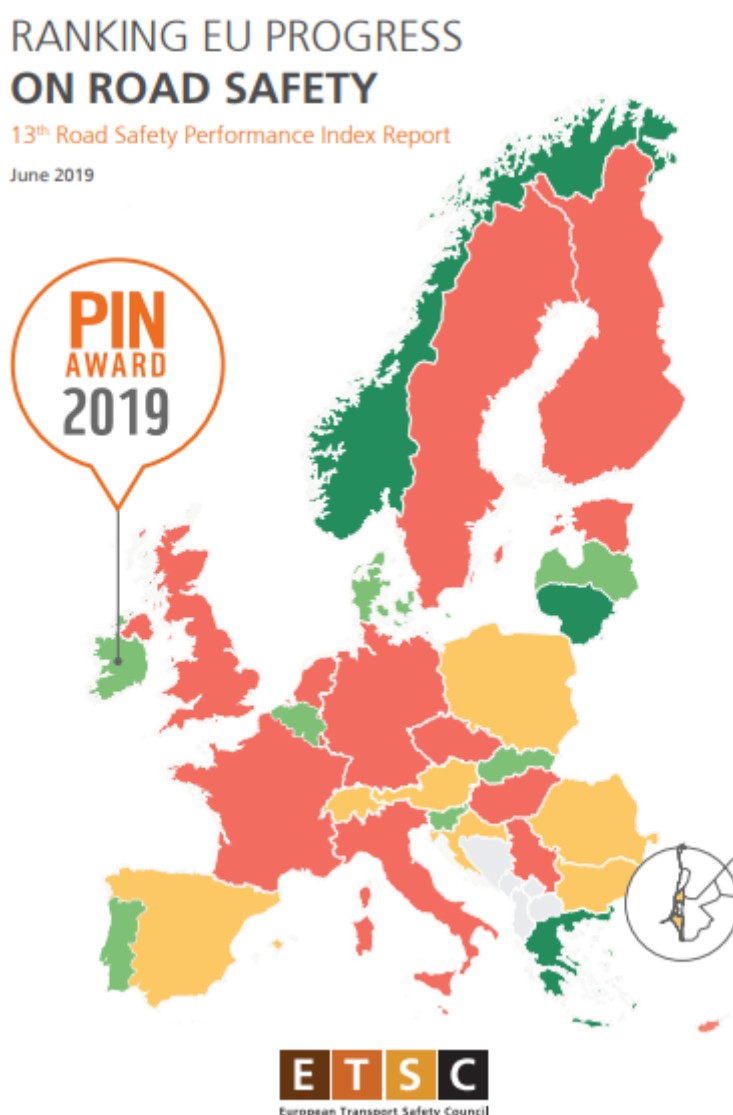 RANKING EU PROGRESS
ON ROAD SAFETY
13th Road Safety Performance Index Report
June 2019
PIN
AWARD
2019
E T S C
European Transport Safety Council